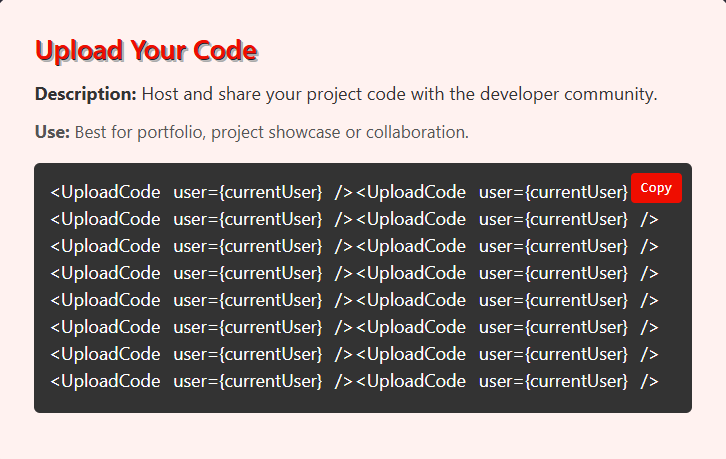 Upload Your Code
Description: Host and share your project code with the developer community.
Use: Best for portfolio, project showcase or collaboration.
<UploadCode user={currentUser} /><UploadCode user={currentUser} Copy
<UploadCode user={currentUser} /><UploadCode user={currentUser} />
<UploadCode user={currentUser} /><UploadCode user={currentUser} />
<UploadCode user={currentUser} /><UploadCode user={currentUser} />
<UploadCode user={currentUser} /><UploadCode user={currentUser} />
<UploadCode user={currentUser} /><UploadCode user={currentUser} />
<UploadCode user={currentUser} /><UploadCode user={currentUser} />
<UploadCode user={currentUser} /><UploadCode user={currentUser} />